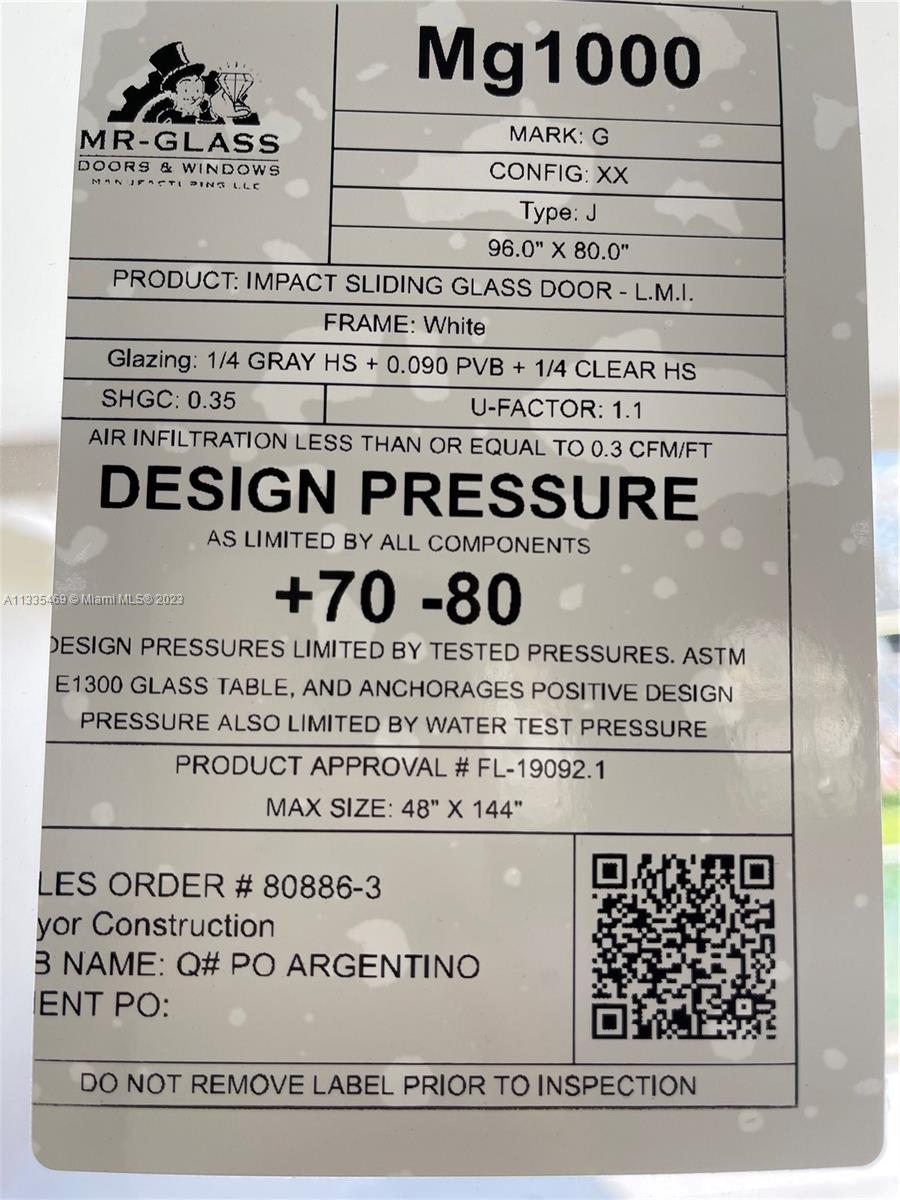 MR-GLASS
DOORS & WINDOWS
MANUFACTURING LLC
Mg1000
MARK: G
CONFIG: XX
Type: J
96.0" X 80.0"
PRODUCT: IMPACT SLIDING GLASS DOOR - L.M.I.
FRAME: White
Glazing: 1/4 GRAY HS + 0.090 PVB + 1/4 CLEAR HS
SHGC: 0.35
U-FACTOR: 1.1
AIR INFILTRATION LESS THAN OR EQUAL TO 0.3 CFM/FT
DESIGN PRESSURE
AS LIMITED BY ALL COMPONENTS
+70 -80
A11335469 © Miami MLS® 2023
DESIGN PRESSURES LIMITED BY TESTED PRESSURES. ASTM
E1300 GLASS TABLE, AND ANCHORAGES POSITIVE DESIGN
PRESSURE ALSO LIMITED BY WATER TEST PRESSURE
PRODUCT APPROVAL # FL-19092.1
MAX SIZE: 48" X 144"
LES ORDER # 80886-3
yor Construction
B NAME: Q# PO ARGENTINO
ENT PO:
DO NOT REMOVE LABEL PRIOR TO INSPECTION